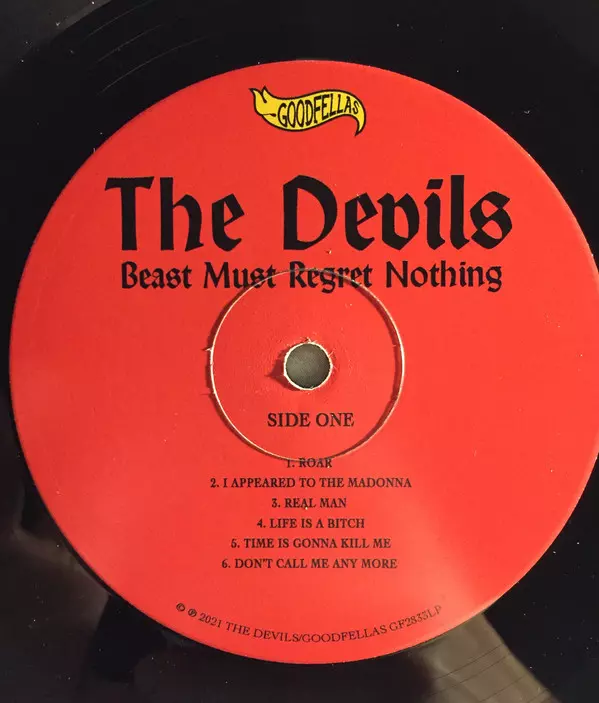 GOODFELLAS
The Devils
Beast Must Regret Nothing
SIDE ONE
1. ROAR
2. I APPEARED TO THE MADONNA
3. REAL MAN
4. LIFE IS A BITCH
5. TIME IS GONNA KILL ME
6. DON'T CALL ME ANY MORE
© ℗ 2021 THE DEVILS/GOODFELLAS GF2833LP